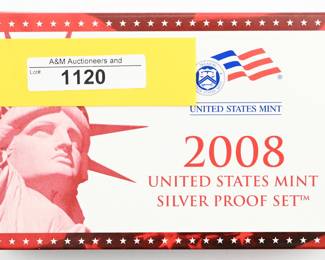 A&M Auctioneers and
Lot#
1120
UNITED STATES MINT
2008
UNITED STATES MINT
SILVER PROOF SET™